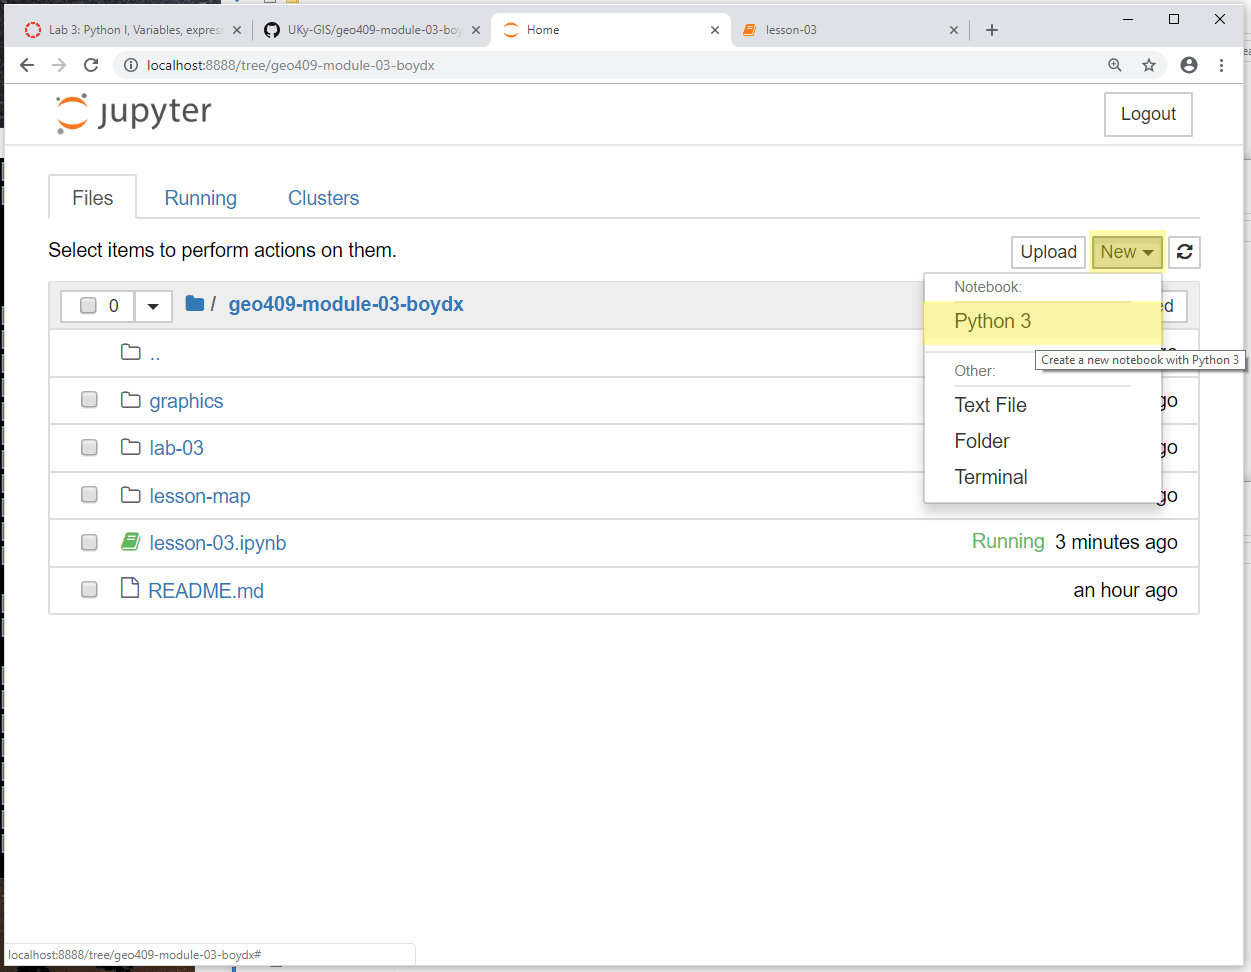 Lab 3: Python I, Variables, expres
UKy-GIS/geo409-module-03-boy
Home
lesson-03
localhost:8888/tree/geo409-module-03-boydx
jupyter
Logout
Files
Running
Clusters
Select items to perform actions on them.
Upload
New
0
/ geo409-module-03-boydx
Notebook:
Python 3
Create a new notebook with Python 3
Other:
Text File
Folder
Terminal
..
graphics
go
lab-03
go
lesson-map
go
lesson-03.ipynb
Running 3 minutes ago
README.md
an hour ago
localhost:8888/tree/geo409-module-03-boydx#